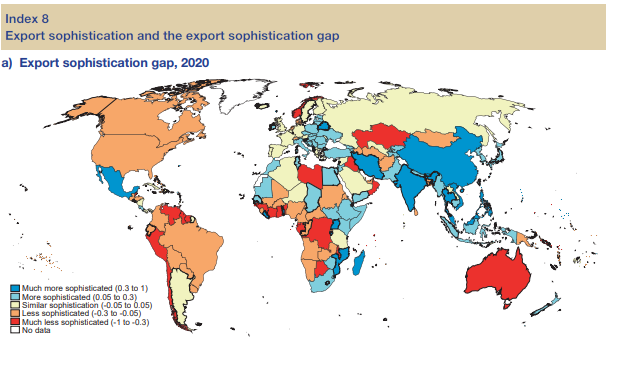 Index 8
Export sophistication and the export sophistication gap
a) Export sophistication gap, 2020
Much more sophisticated (0.3 to 1)
More sophisticated (0.05 to 0.3)
Similar sophistication (-0.05 to 0.05)
Less sophisticated (-0.3 to -0.05)
Much less sophisticated (-1 to -0.3)
No data